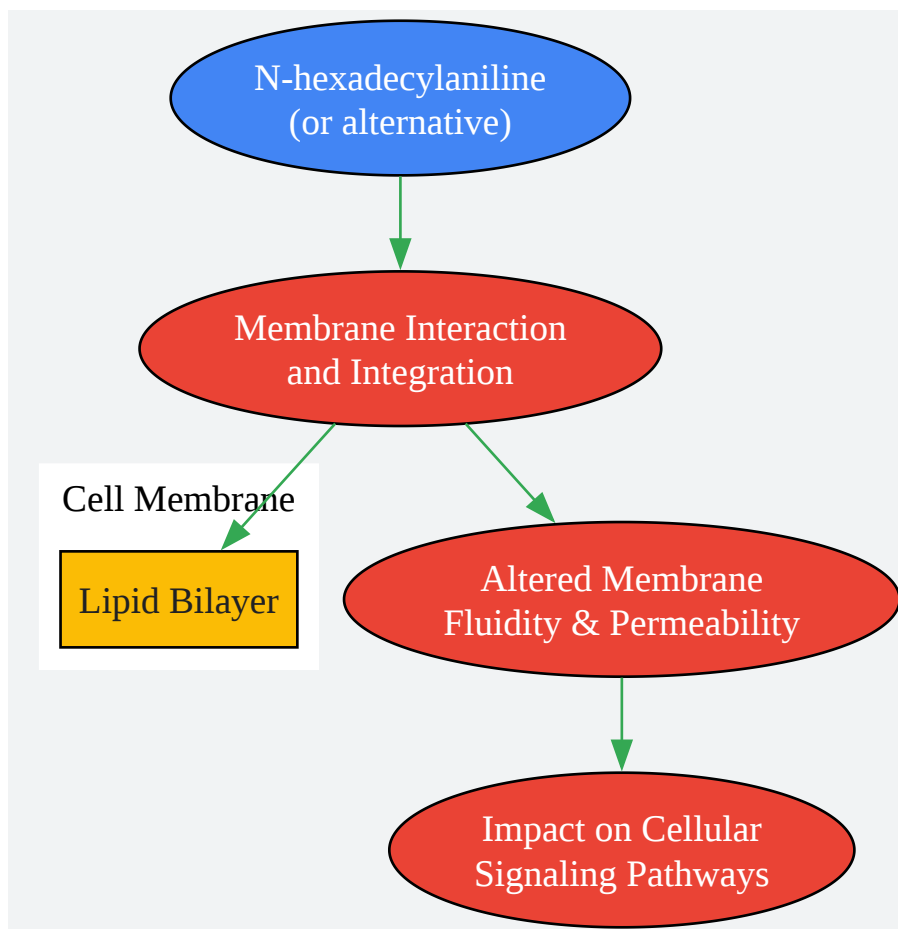 N-hexadecylaniline
(or alternative)
Membrane Interaction
and Integration
Cell Membrane
Lipid Bilayer
Altered Membrane
Fluidity & Permeability
Impact on Cellular
Signaling Pathways